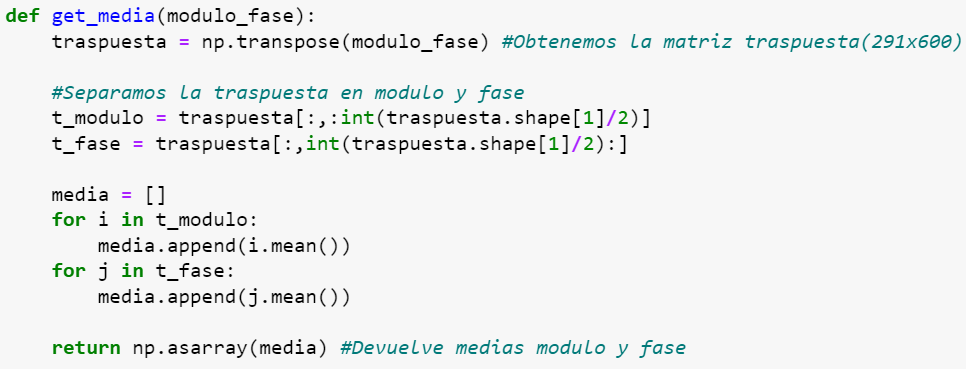 def get_media(modulo_fase):
    traspuesta = np.transpose(modulo_fase) #Obtenemos la matriz traspuesta(291x600)
    #Separamos la traspuesta en modulo y fase
    t_modulo = traspuesta[:,:int(traspuesta.shape[1]/2)]
    t_fase = traspuesta[:,int(traspuesta.shape[1]/2):]
    media = []
    for i in t_modulo:
        media.append(i.mean())
    for j in t_fase:
        media.append(j.mean())
    return np.asarray(media) #Devuelve medias modulo y fase